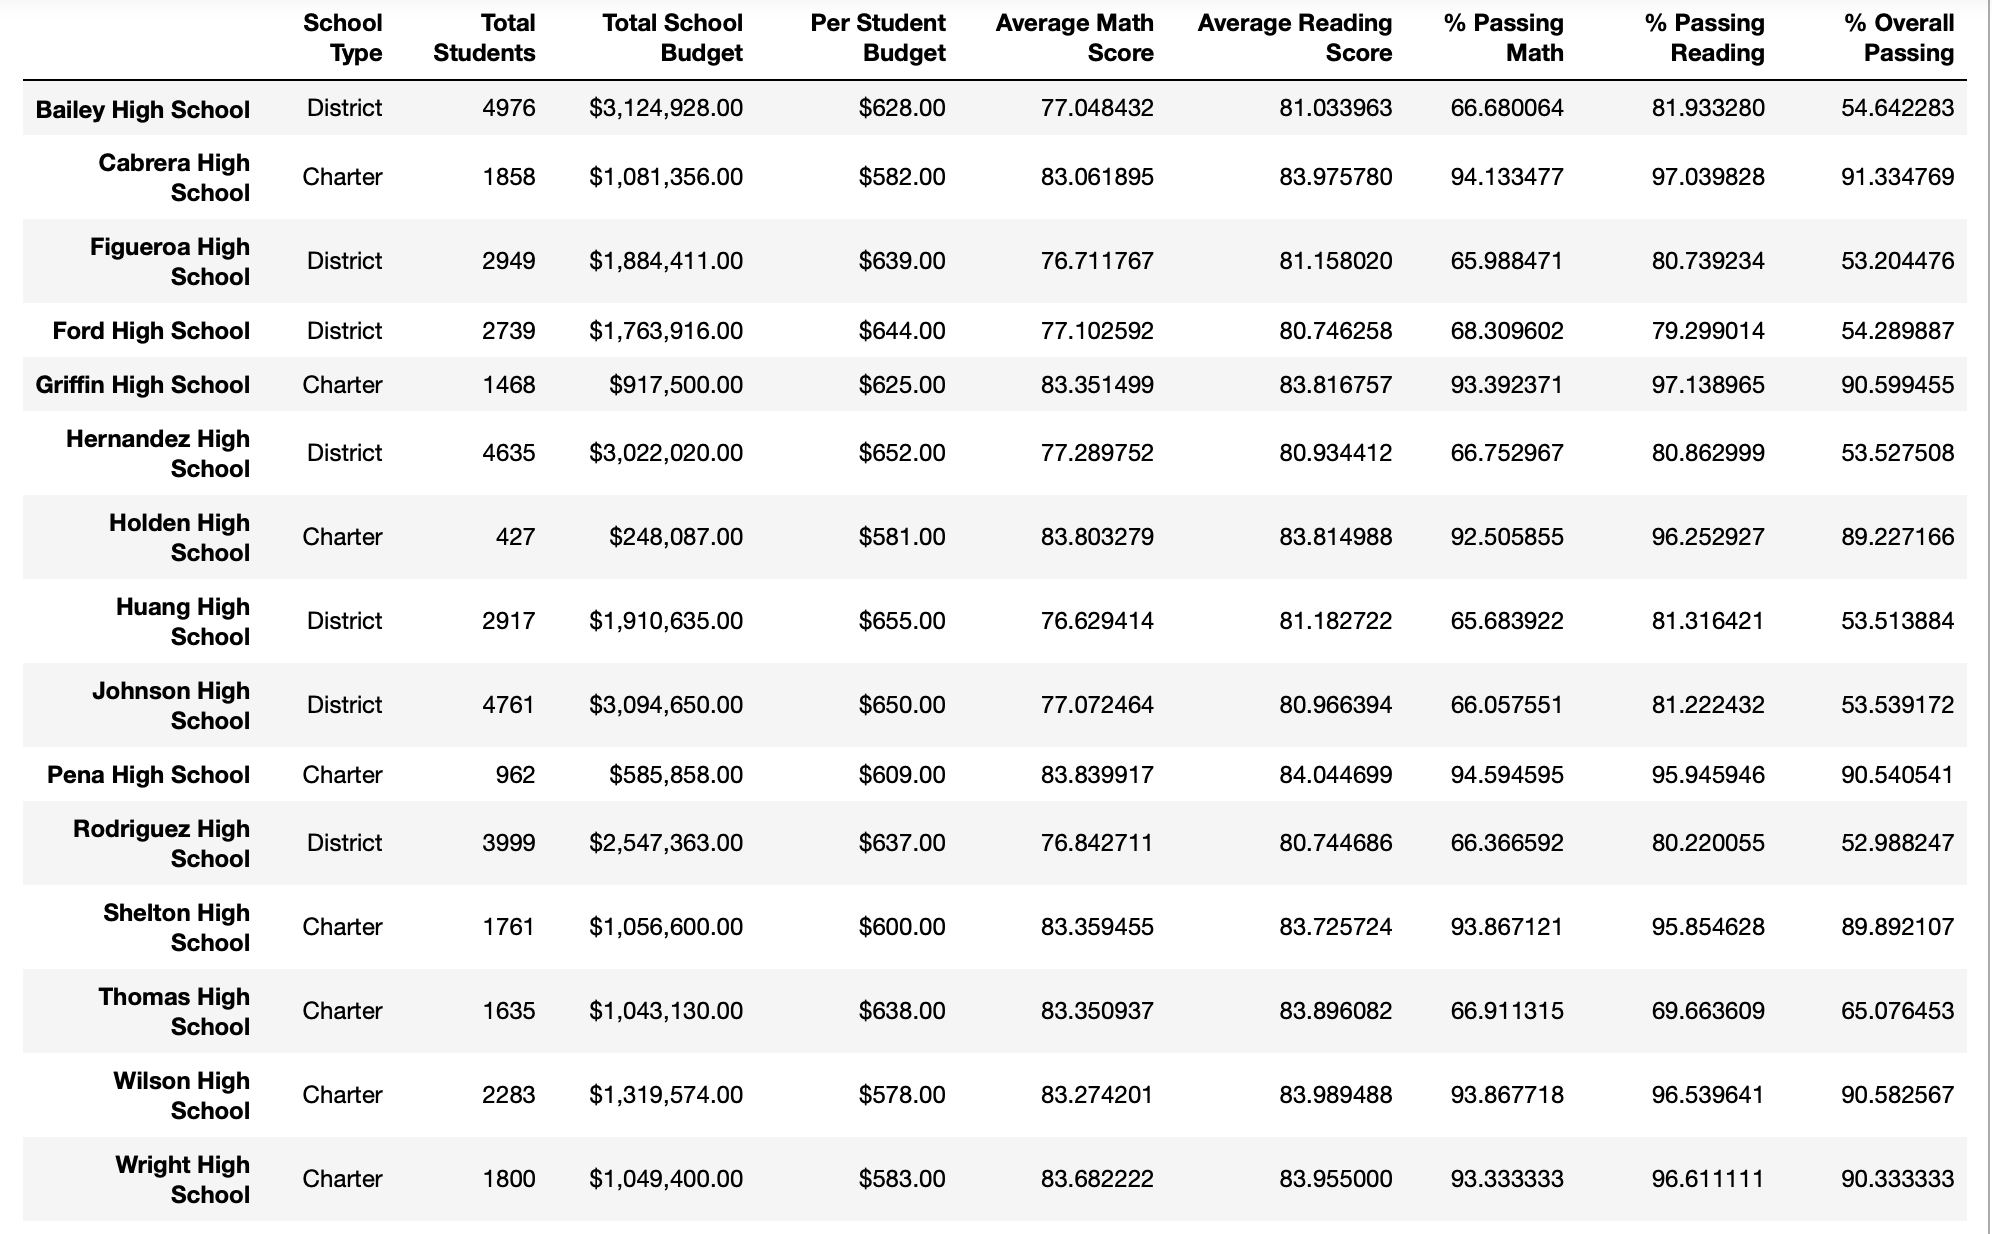 School Type Total Students Total School Budget Per Student Budget Average Math Score Average Reading Score % Passing Math % Passing Reading % Overall Passing
Bailey High School District 4976 $3,124,928.00 $628.00 77.048432 81.033963 66.680064 81.933280 54.642283
Cabrera High School Charter 1858 $1,081,356.00 $582.00 83.061895 83.975780 94.133477 97.039828 91.334769
Figueroa High School District 2949 $1,884,411.00 $639.00 76.711767 81.158020 65.988471 80.739234 53.204476
Ford High School District 2739 $1,763,916.00 $644.00 77.102592 80.746258 68.309602 79.299014 54.289887
Griffin High School Charter 1468 $917,500.00 $625.00 83.351499 83.816757 93.392371 97.138965 90.599455
Hernandez High School District 4635 $3,022,020.00 $652.00 77.289752 80.934412 66.752967 80.862999 53.527508
Holden High School Charter 427 $248,087.00 $581.00 83.803279 83.814988 92.505855 96.252927 89.227166
Huang High School District 2917 $1,910,635.00 $655.00 76.629414 81.182722 65.683922 81.316421 53.513884
Johnson High School District 4761 $3,094,650.00 $650.00 77.072464 80.966394 66.057551 81.222432 53.539172
Pena High School Charter 962 $585,858.00 $609.00 83.839917 84.044699 94.594595 95.945946 90.540541
Rodriguez High School District 3999 $2,547,363.00 $637.00 76.842711 80.744686 66.366592 80.220055 52.988247
Shelton High School Charter 1761 $1,056,600.00 $600.00 83.359455 83.725724 93.867121 95.854628 89.892107
Thomas High School Charter 1635 $1,043,130.00 $638.00 83.350937 83.896082 66.911315 69.663609 65.076453
Wilson High School Charter 2283 $1,319,574.00 $578.00 83.274201 83.989488 93.867718 96.539641 90.582567
Wright High School Charter 1800 $1,049,400.00 $583.00 83.682222 83.955000 93.333333 96.611111 90.333333